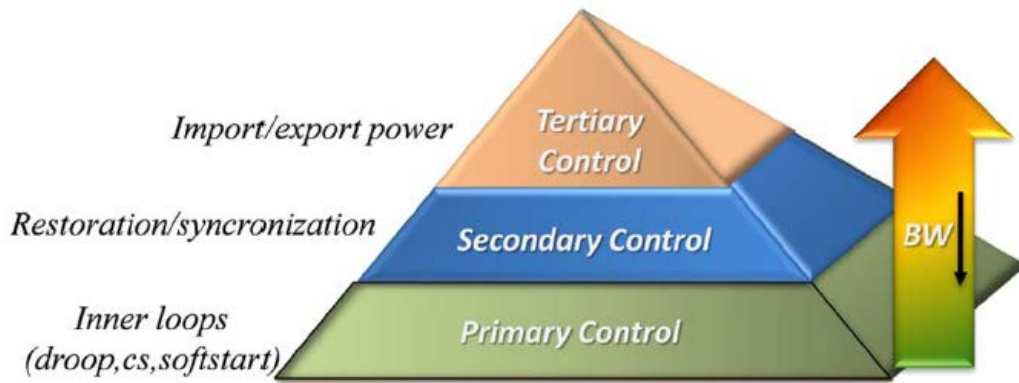 Import/export power
Tertiary
Control
Restoration/syncronization
Secondary Control
BW
Inner loops
(droop,cs,softstart)
Primary Control